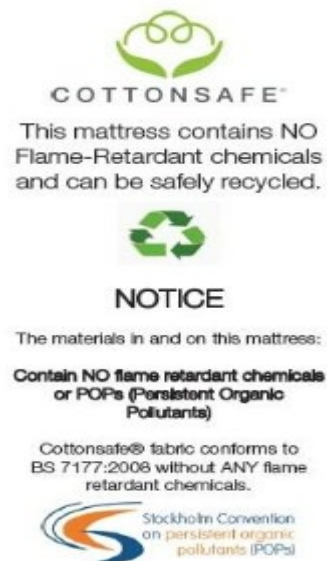 COTTONSAFE®
This mattress contains NO
Flame-Retardant chemicals
and can be safely recycled.
NOTICE
The materials in and on this mattress:
Contain NO flame retardant chemicals
or POPs (Persistent Organic
Pollutants)
Cottonsafe® fabric conforms to
BS 7177:2008 without ANY flame
retardant chemicals.
Stockholm Convention
on persistent organic
pollutants (POPs)